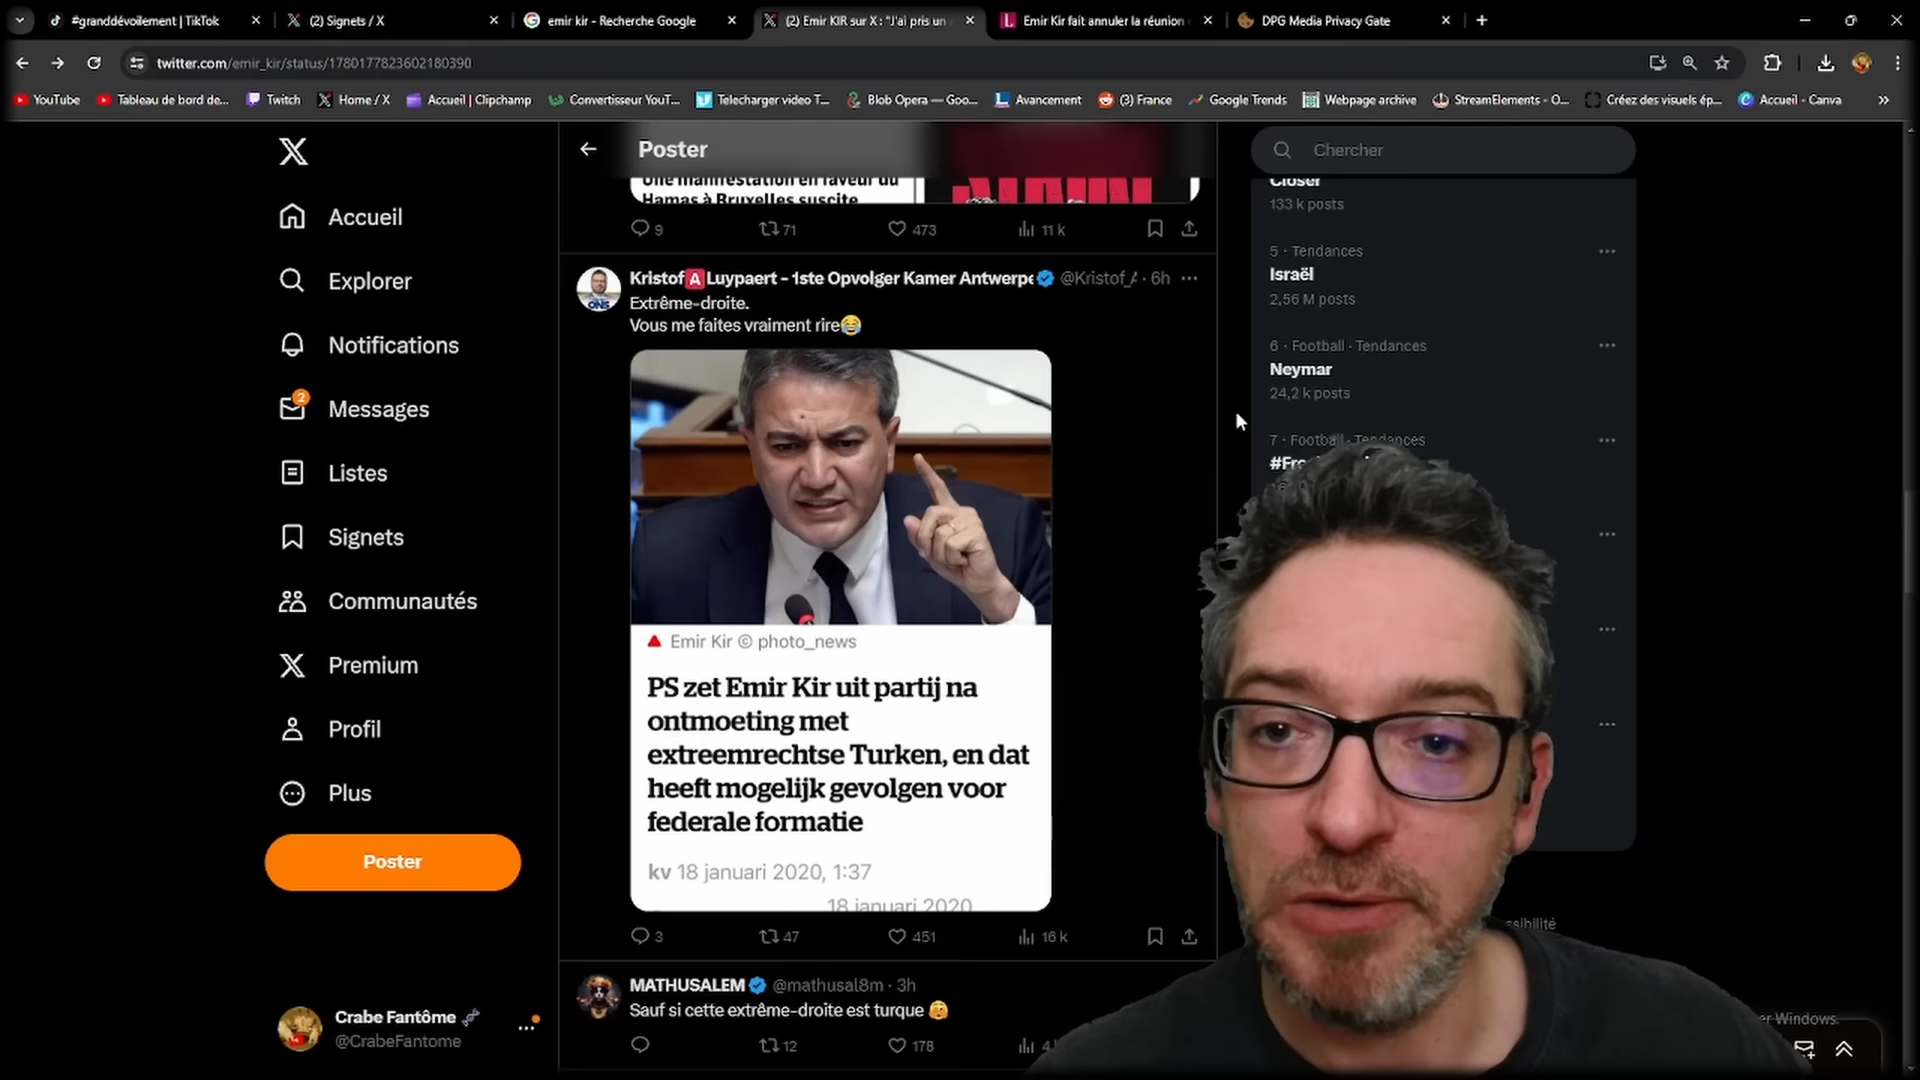 #granddévoilement | TikTok
(2) Signets / X
emir kir - Recherche Google
(2) Emir KIR sur X : "J'ai pris un
Emir Kir fait annuler la réunion
DPG Media Privacy Gate
twitter.com/emir_kir/status/1780177823602180390
YouTube
Tableau de bord de...
Twitch
Home / X
Accueil | Clipchamp
Convertisseur YouT...
Telecharger video T...
Blob Opera — Goo...
Avancement
(3) France
Google Trends
Webpage archive
StreamElements - O...
Créez des visuels ép...
Accueil - Canva
Accueil
Explorer
Notifications
2
Messages
Listes
Signets
Communautés
Premium
Profil
Plus
Poster
Crabe Fantôme
@CrabeFantome
Poster
Une manifestation en faveur du
Hamas à Bruxelles suscite
9
71
473
11 k
Kristof A Luypaert - 1ste Opvolger Kamer Antwerpe @Kristof_A · 6h
Extrême-droite.
Vous me faites vraiment rire😂
Emir Kir © photo_news
PS zet Emir Kir uit partij na
ontmoeting met
extreemrechtse Turken, en dat
heeft mogelijk gevolgen voor
federale formatie
kv 18 januari 2020, 1:37
18 januari 2020
3
47
451
16 k
MATHUSALEM @mathusal8m · 3h
Sauf si cette extrême-droite est turque
12
178
Chercher
Closer
133 k posts
5 · Tendances
Israël
2,56 M posts
6 · Football · Tendances
Neymar
24,2 k posts
7 · Football · Tendances
Windows.